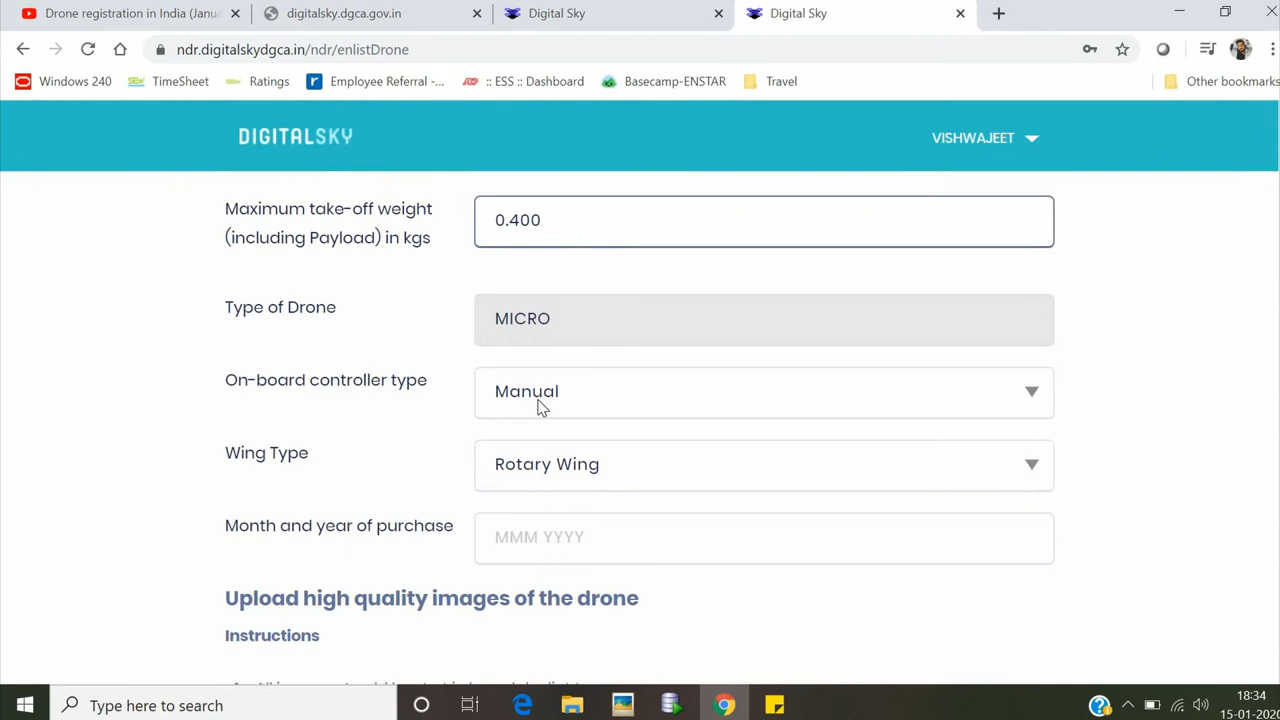 Drone registration in India (Janu
digitalsky.dgca.gov.in
Digital Sky
Digital Sky
ndr.digitalskydgca.in/ndr/enlistDrone
Windows 240
TimeSheet
Ratings
Employee Referral -...
:: ESS :: Dashboard
Basecamp-ENSTAR
Travel
Other bookmarks
DIGITALSKY
VISHWAJEET
Maximum take-off weight
(including Payload) in kgs
0.400
Type of Drone
MICRO
On-board controller type
Manual
Wing Type
Rotary Wing
Month and year of purchase
MMM YYYY
Upload high quality images of the drone
Instructions
Type here to search
18:34
15-01-2020